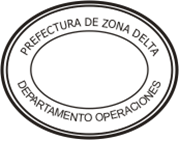 PREFECTURA DE ZONA DELTA
DEPARTAMENTO OPERACIONES